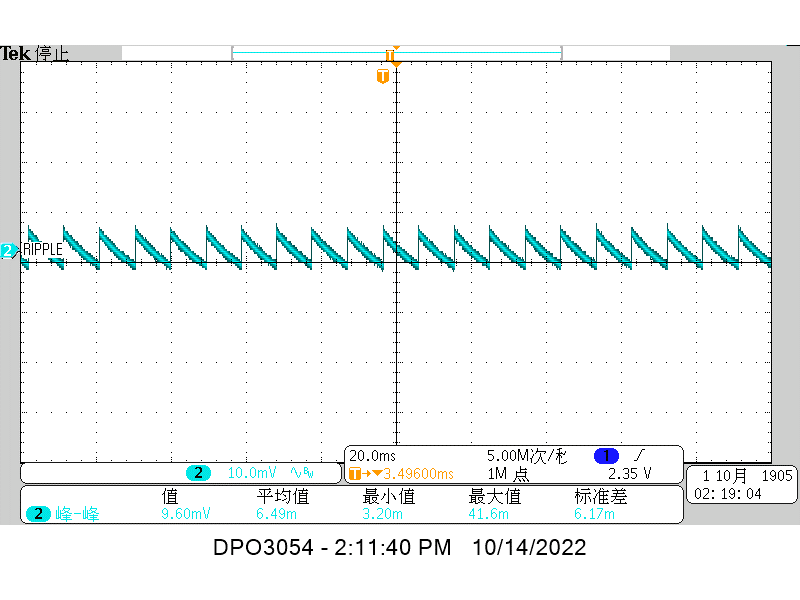 Tek 停止
T
T
2 RIPPLE
20.0ms 5.00M次/秒 1
2 10.0mV T→▼3.49600ms 1M 点 2.35 V
1 10月 1905
02:19:04
值 平均值 最小值 最大值 标准差
2 峰-峰 9.60mV 6.49m 3.20m 41.6m 6.17m
DPO3054 - 2:11:40 PM 10/14/2022